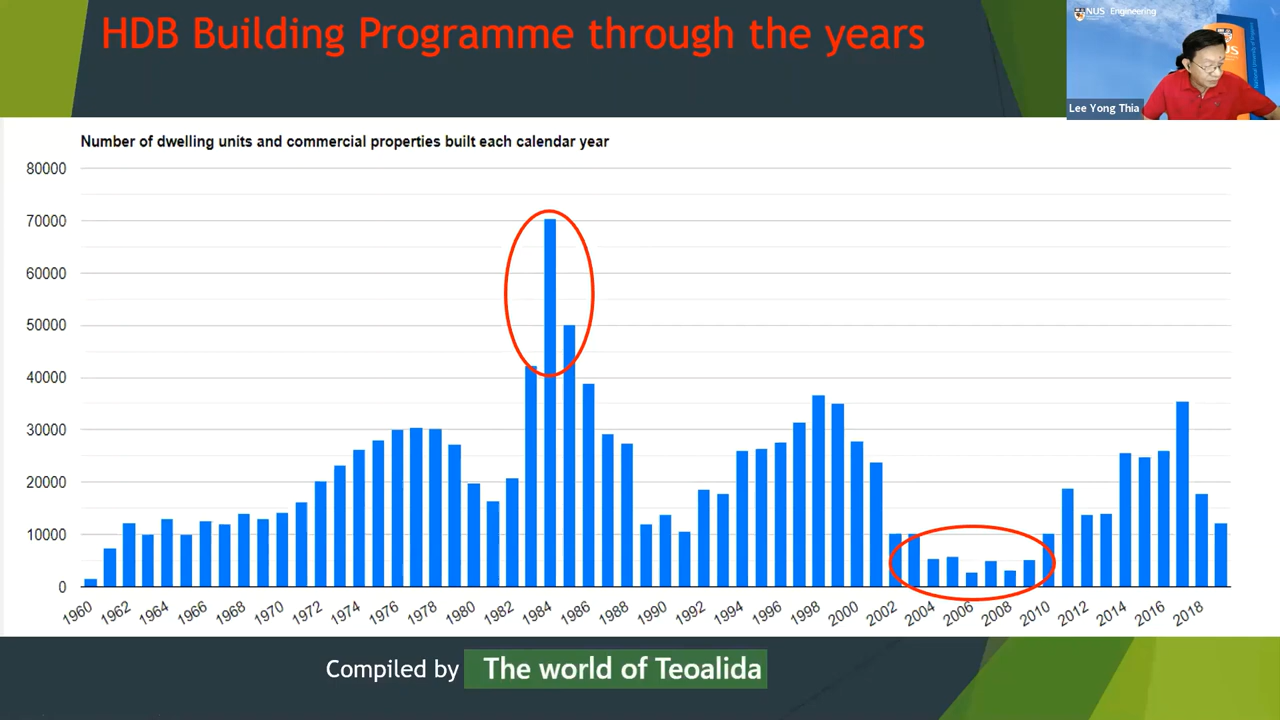 HDB Building Programme through the years
NUS Engineering
Lee Yong Thia
Number of dwelling units and commercial properties built each calendar year
80000
70000
60000
50000
40000
30000
20000
10000
0
1960 1962 1964 1966 1968 1970 1972 1974 1976 1978 1980 1982 1984 1986 1988 1990 1992 1994 1996 1998 2000 2002 2004 2006 2008 2010 2012 2014 2016 2018
Compiled by The world of Teoalida